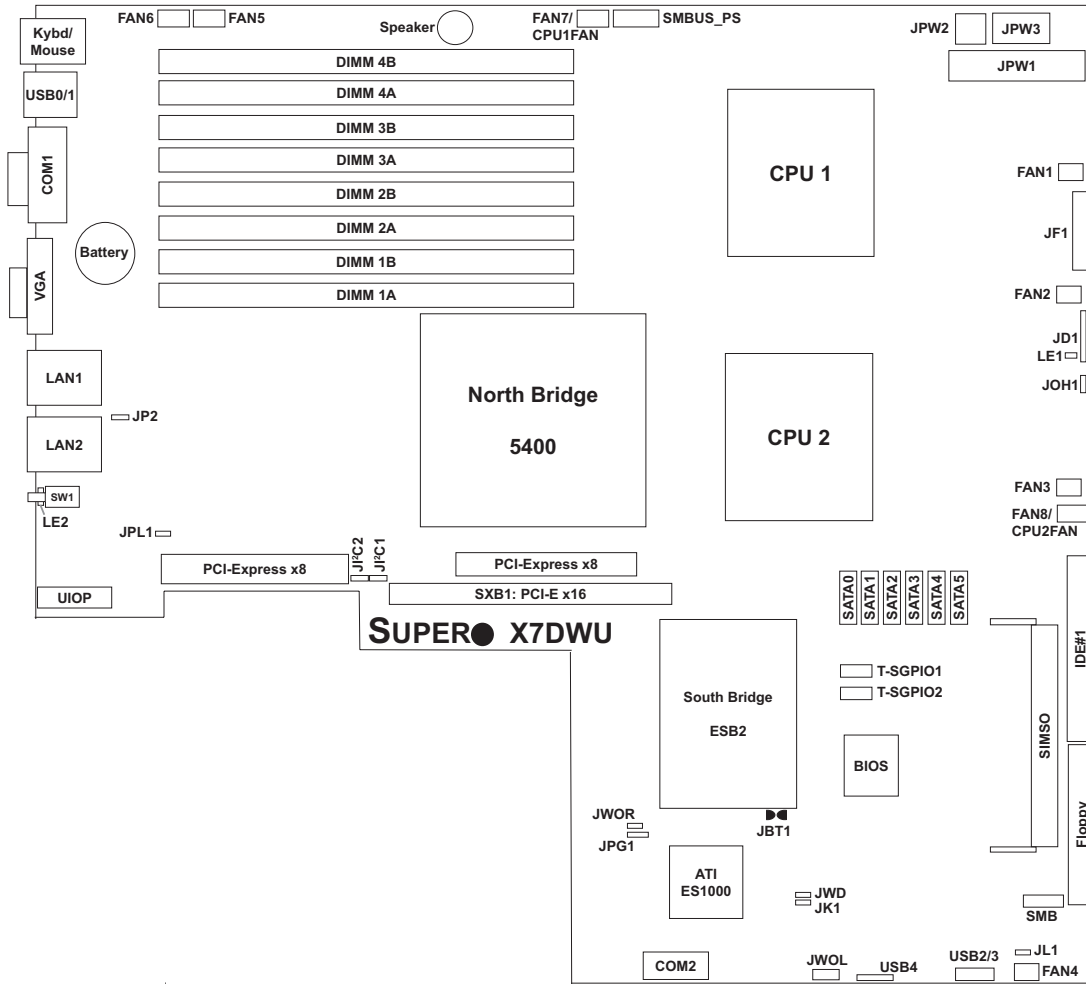 FAN6
FAN5
Speaker
FAN7/
CPU1FAN
SMBUS_PS
JPW2
JPW3
JPW1
Kybd/
Mouse
USB0/1
COM1
VGA
Battery
DIMM 4B
DIMM 4A
DIMM 3B
DIMM 3A
DIMM 2B
DIMM 2A
DIMM 1B
DIMM 1A
CPU 1
FAN1
JF1
FAN2
JD1
LE1
JOH1
LAN1
JP2
LAN2
SW1
LE2
JPL1
North Bridge
5400
CPU 2
FAN3
FAN8/
CPU2FAN
UIOP
PCI-Express x8
JI²C2
JI²C1
PCI-Express x8
SXB1: PCI-E x16
SUPER● X7DWU
SATA0
SATA1
SATA2
SATA3
SATA4
SATA5
IDE#1
T-SGPIO1
T-SGPIO2
SIMSO
South Bridge
ESB2
BIOS
Floppy
JWOR
JPG1
JBT1
ATI
ES1000
JWD
JK1
SMB
COM2
JWOL
USB4
USB2/3
JL1
FAN4